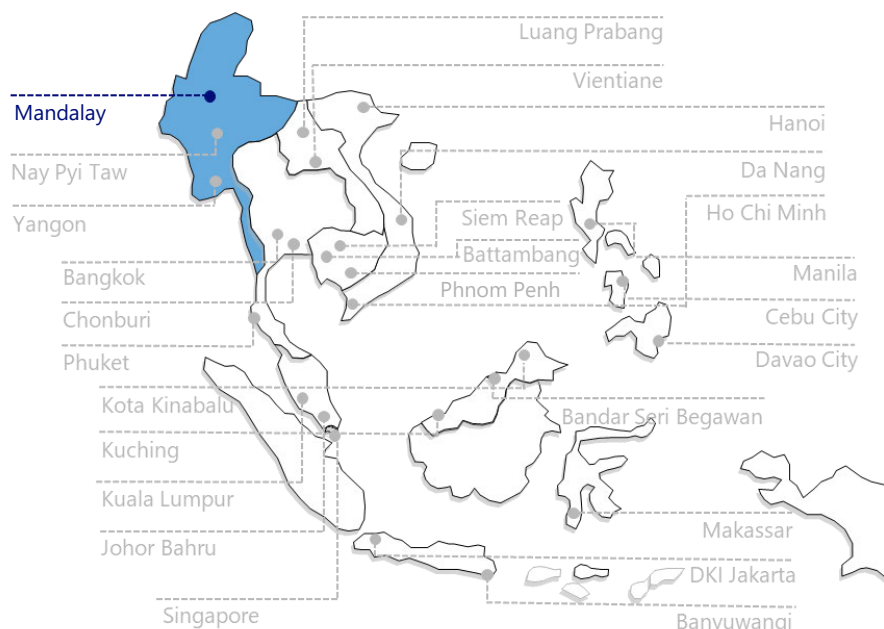 Luang Prabang
Vientiane
Mandalay
Hanoi
Nay Pyi Taw
Da Nang
Yangon
Siem Reap
Ho Chi Minh
Battambang
Bangkok
Manila
Phnom Penh
Chonburi
Cebu City
Phuket
Davao City
Kota Kinabalu
Bandar Seri Begawan
Kuching
Kuala Lumpur
Makassar
Johor Bahru
DKI Jakarta
Singapore
Banyuwangi